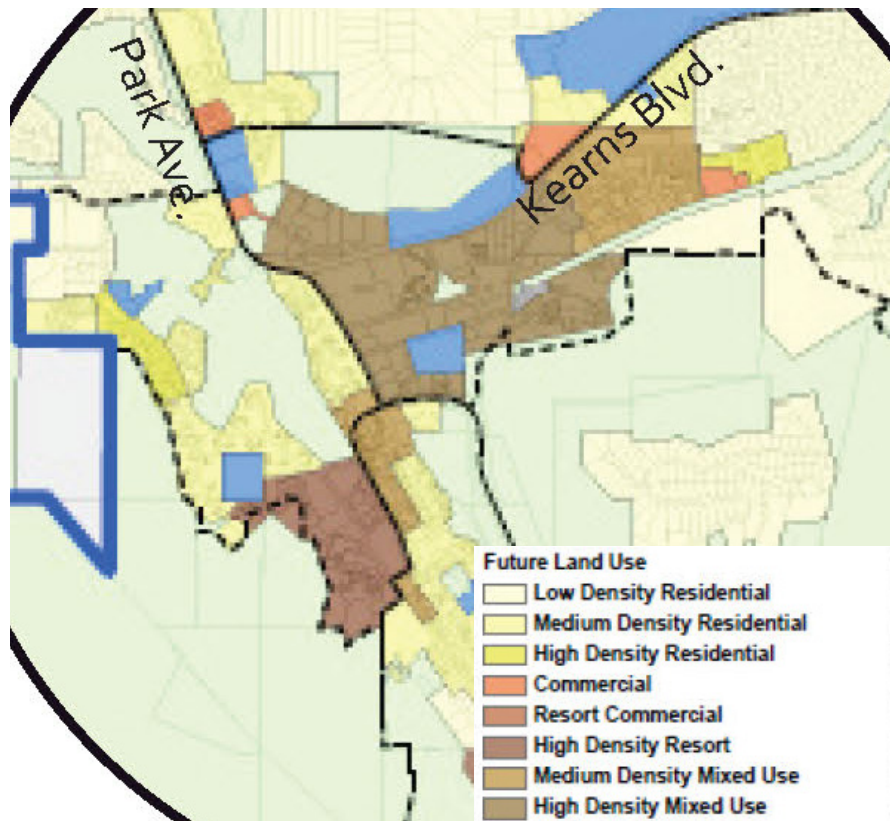 Park Ave.
Kearns Blvd.
Future Land Use
Low Density Residential
Medium Density Residential
High Density Residential
Commercial
Resort Commercial
High Density Resort
Medium Density Mixed Use
High Density Mixed Use